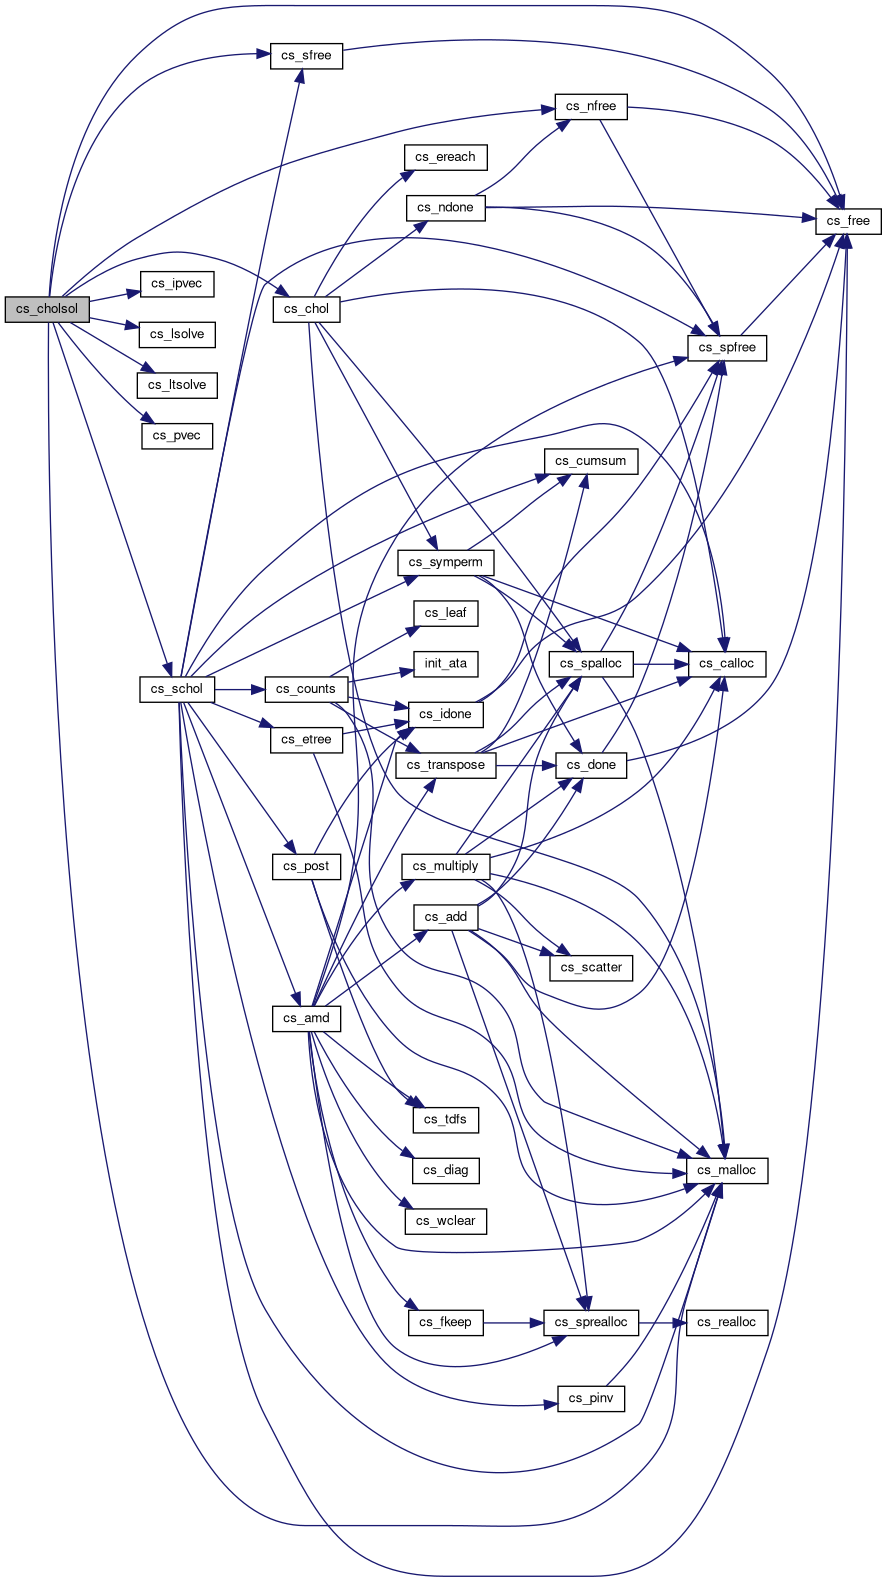 cs_sfree
cs_nfree
cs_ereach
cs_ndone
cs_free
cs_ipvec
cs_cholsol
cs_chol
cs_lsolve
cs_spfree
cs_ltsolve
cs_pvec
cs_cumsum
cs_symperm
cs_leaf
init_ata
cs_spalloc
cs_calloc
cs_schol
cs_counts
cs_idone
cs_etree
cs_transpose
cs_done
cs_post
cs_multiply
cs_add
cs_scatter
cs_amd
cs_tdfs
cs_diag
cs_malloc
cs_wclear
cs_fkeep
cs_sprealloc
cs_realloc
cs_pinv